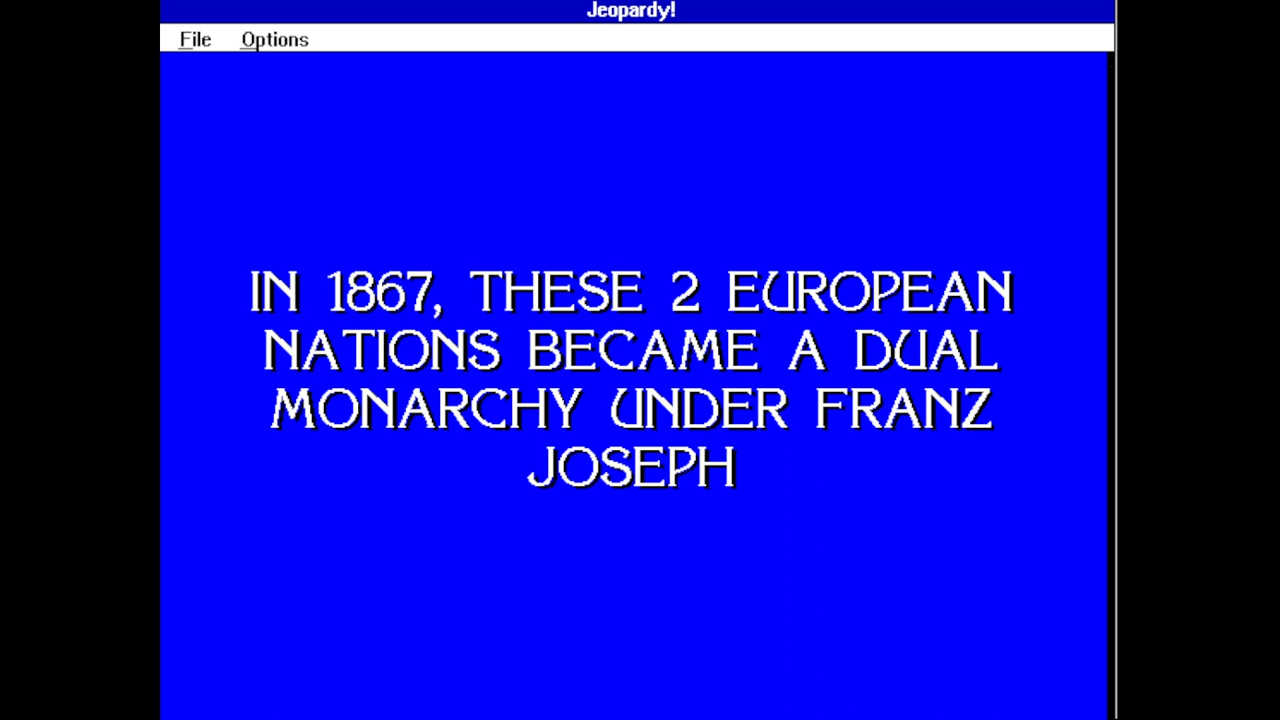 Jeopardy!
File Options
IN 1867, THESE 2 EUROPEAN
NATIONS BECAME A DUAL
MONARCHY UNDER FRANZ
JOSEPH